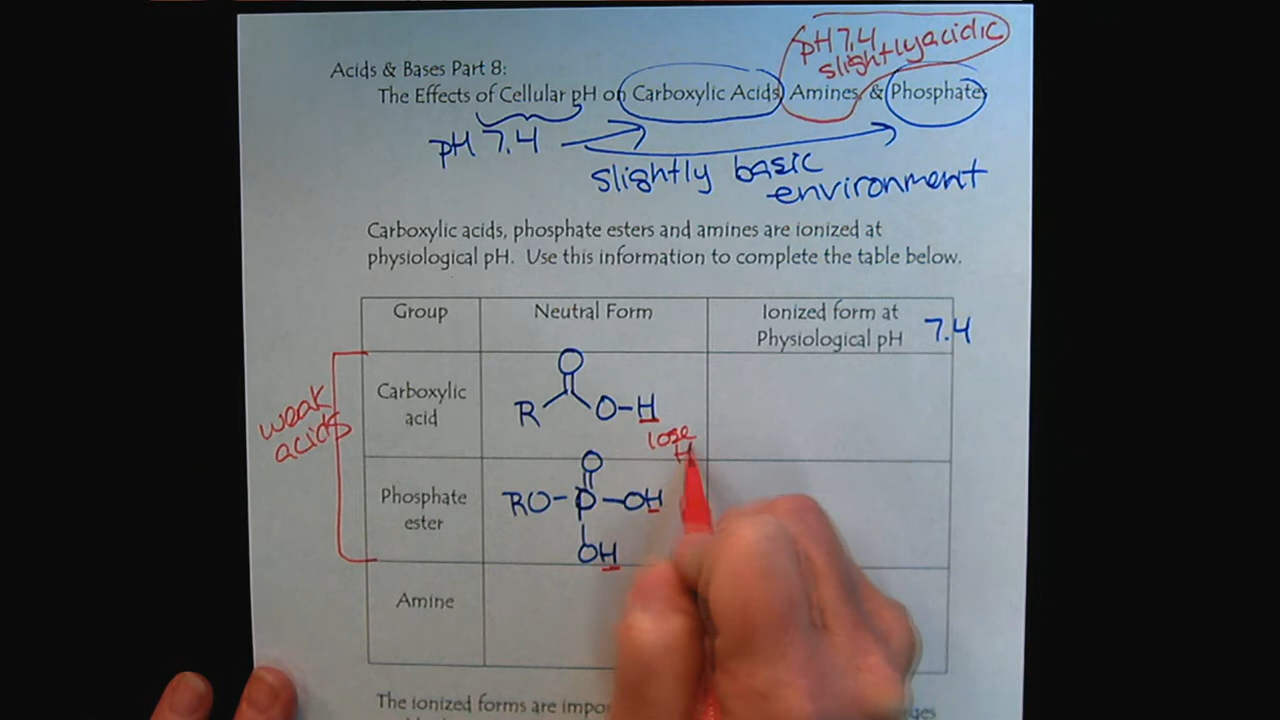 pH 7.4
slightly acidic
Acids & Bases Part 8:
The Effects of Cellular pH on Carboxylic Acids, Amines, & Phosphates
pH 7.4
slightly basic
environment
Carboxylic acids, phosphate esters and amines are ionized at
physiological pH. Use this information to complete the table below.
Group
Neutral Form
Ionized form at
Physiological pH 7.4
weak
acids
Carboxylic
acid
O
R O-H
lose
H
Phosphate
ester
O
RO-P-OH
OH
Amine
The ionized forms are